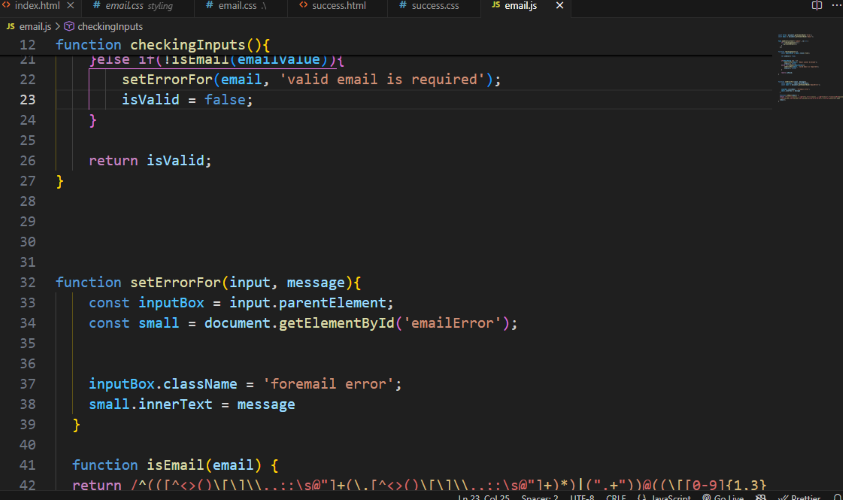 index.html
email.css styling
email.css .\
success.html
success.css
JS email.js
JS email.js > checkingInputs
12 function checkingInputs(){
21 }else if(!isEmail(emailValue)){
22 setErrorFor(email, 'valid email is required');
23 isValid = false;
24 }
25
26 return isValid;
27 }
28
29
30
31
32 function setErrorFor(input, message){
33 const inputBox = input.parentElement;
34 const small = document.getElementById('emailError');
35
36
37 inputBox.className = 'foremail error';
38 small.innerText = message
39 }
40
41 function isEmail(email) {
42 return /^(([^<>()\[\]\\.,;:\s@"]+(\.[^<>()\[\]\\.,;:\s@"]+)*)|(".+"))@((\[[0-9]{1,3}
Ln 23, Col 25 Spaces: 2 UTF-8 CRLF {} JavaScript Go Live Prettier